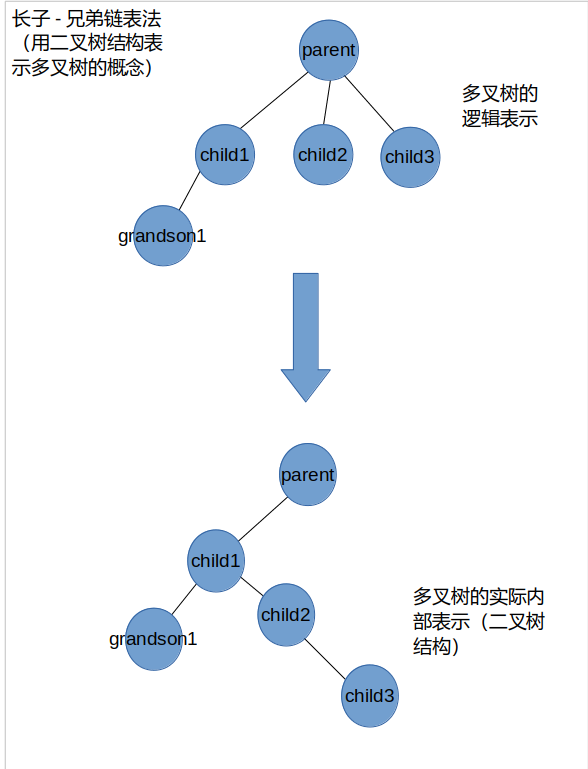 长子 - 兄弟链表法
（用二叉树结构表
示多叉树的概念）
parent
多叉树的
逻辑表示
child1
child2
child3
grandson1
parent
child1
多叉树的实际内
部表示（二叉树
结构）
child2
grandson1
child3